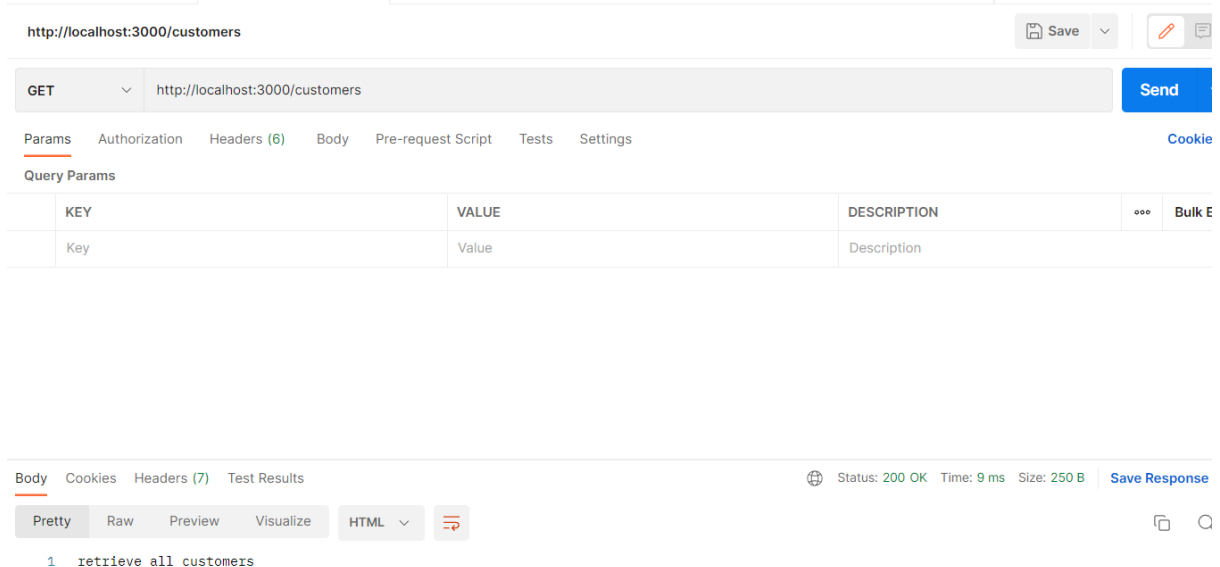 http://localhost:3000/customers Save
GET http://localhost:3000/customers Send
Params Authorization Headers (6) Body Pre-request Script Tests Settings Cookie
Query Params
KEY VALUE DESCRIPTION ooo Bulk E
Key Value Description
Body Cookies Headers (7) Test Results Status: 200 OK Time: 9 ms Size: 250 B Save Response
Pretty Raw Preview Visualize HTML
1 retrieve all customers